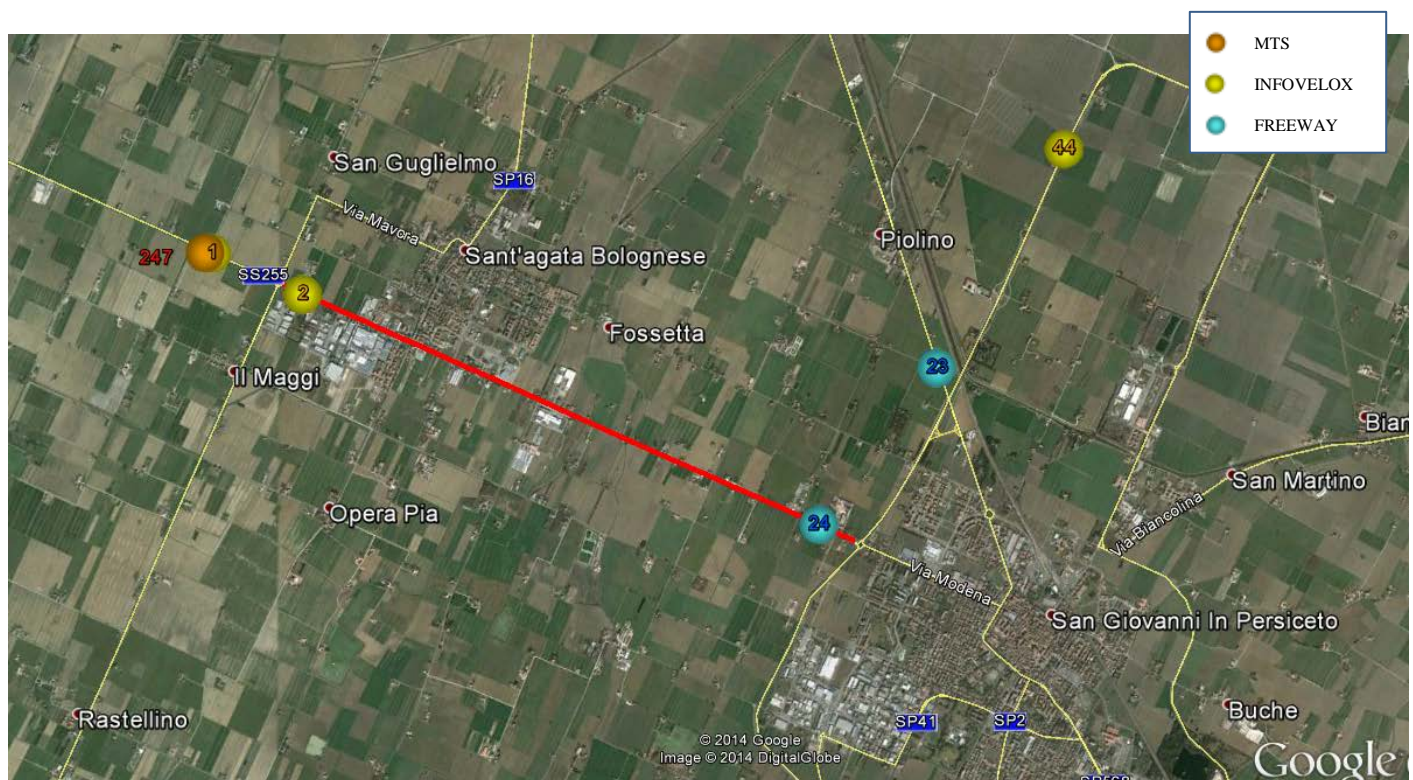 MTS
INFOVELOX
FREEWAY
44
San Guglielmo
SP16
Via Mavora
Piolino
1
247
Sant'agata Bolognese
SS255
2
Fossetta
23
Il Maggi
Bian
San Martino
Opera Pia
24
Via Biancolina
Via Modena
San Giovanni In Persiceto
Rastellino
Buche
SP41
SP2
© 2014 Google
Image © 2014 DigitalGlobe
Google